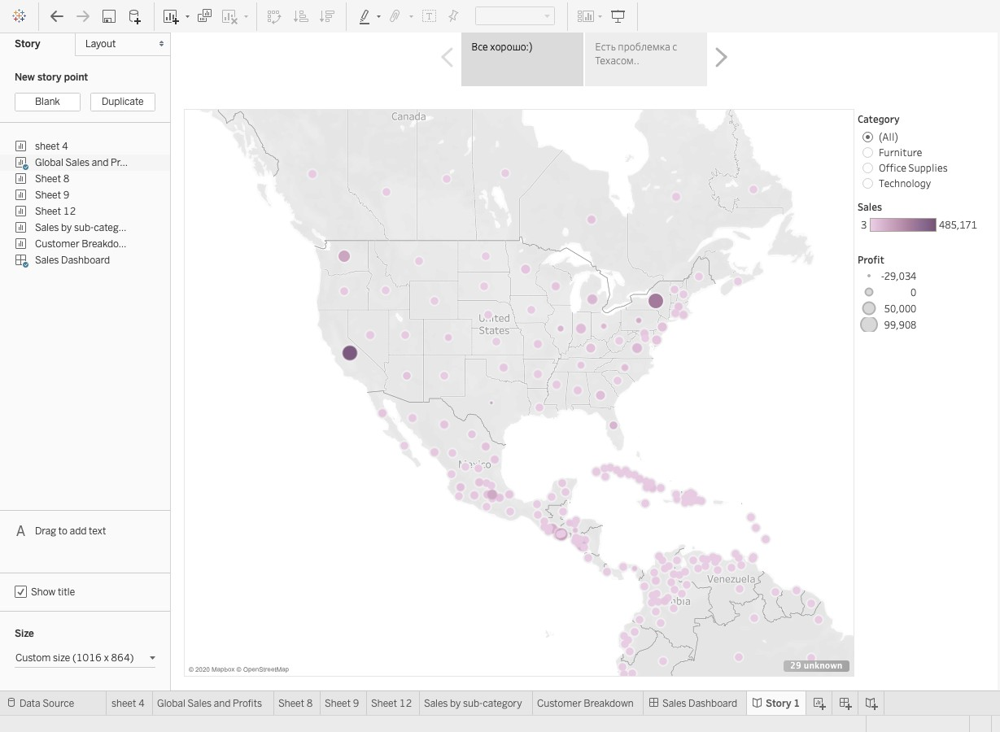 Story
Layout
Все хорошо:)
Есть проблемка с
Техасом..
New story point
Blank
Duplicate
sheet 4
Global Sales and Pr...
Sheet 8
Sheet 9
Sheet 12
Sales by sub-categ...
Customer Breakdo...
Sales Dashboard
A Drag to add text
Show title
Size
Custom size (1016 x 864)
Canada
United
States
Mexico
Venezuela
© 2020 Mapbox © OpenStreetMap
29 unknown
Category
(All)
Furniture
Office Supplies
Technology
Sales
3 485,171
Profit
-29,034
0
50,000
99,908
Data Source
sheet 4
Global Sales and Profits
Sheet 8
Sheet 9
Sheet 12
Sales by sub-category
Customer Breakdown
Sales Dashboard
Story 1